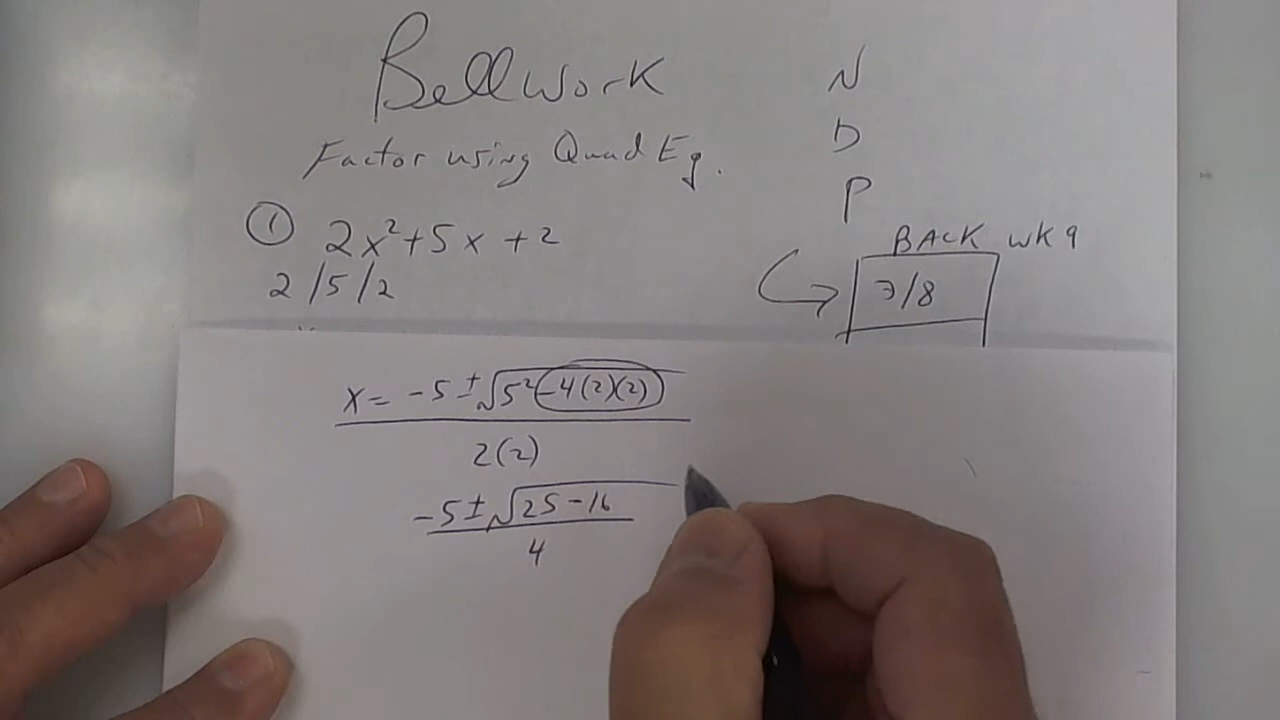 Bellwork
Factor using Quad Eq.
① 2x²+5x+2
2/5/2
N
D
P
BACK WK 9
3/8
x = -5±√5²-4(2)(2)
2(2)
-5±√25-16
4